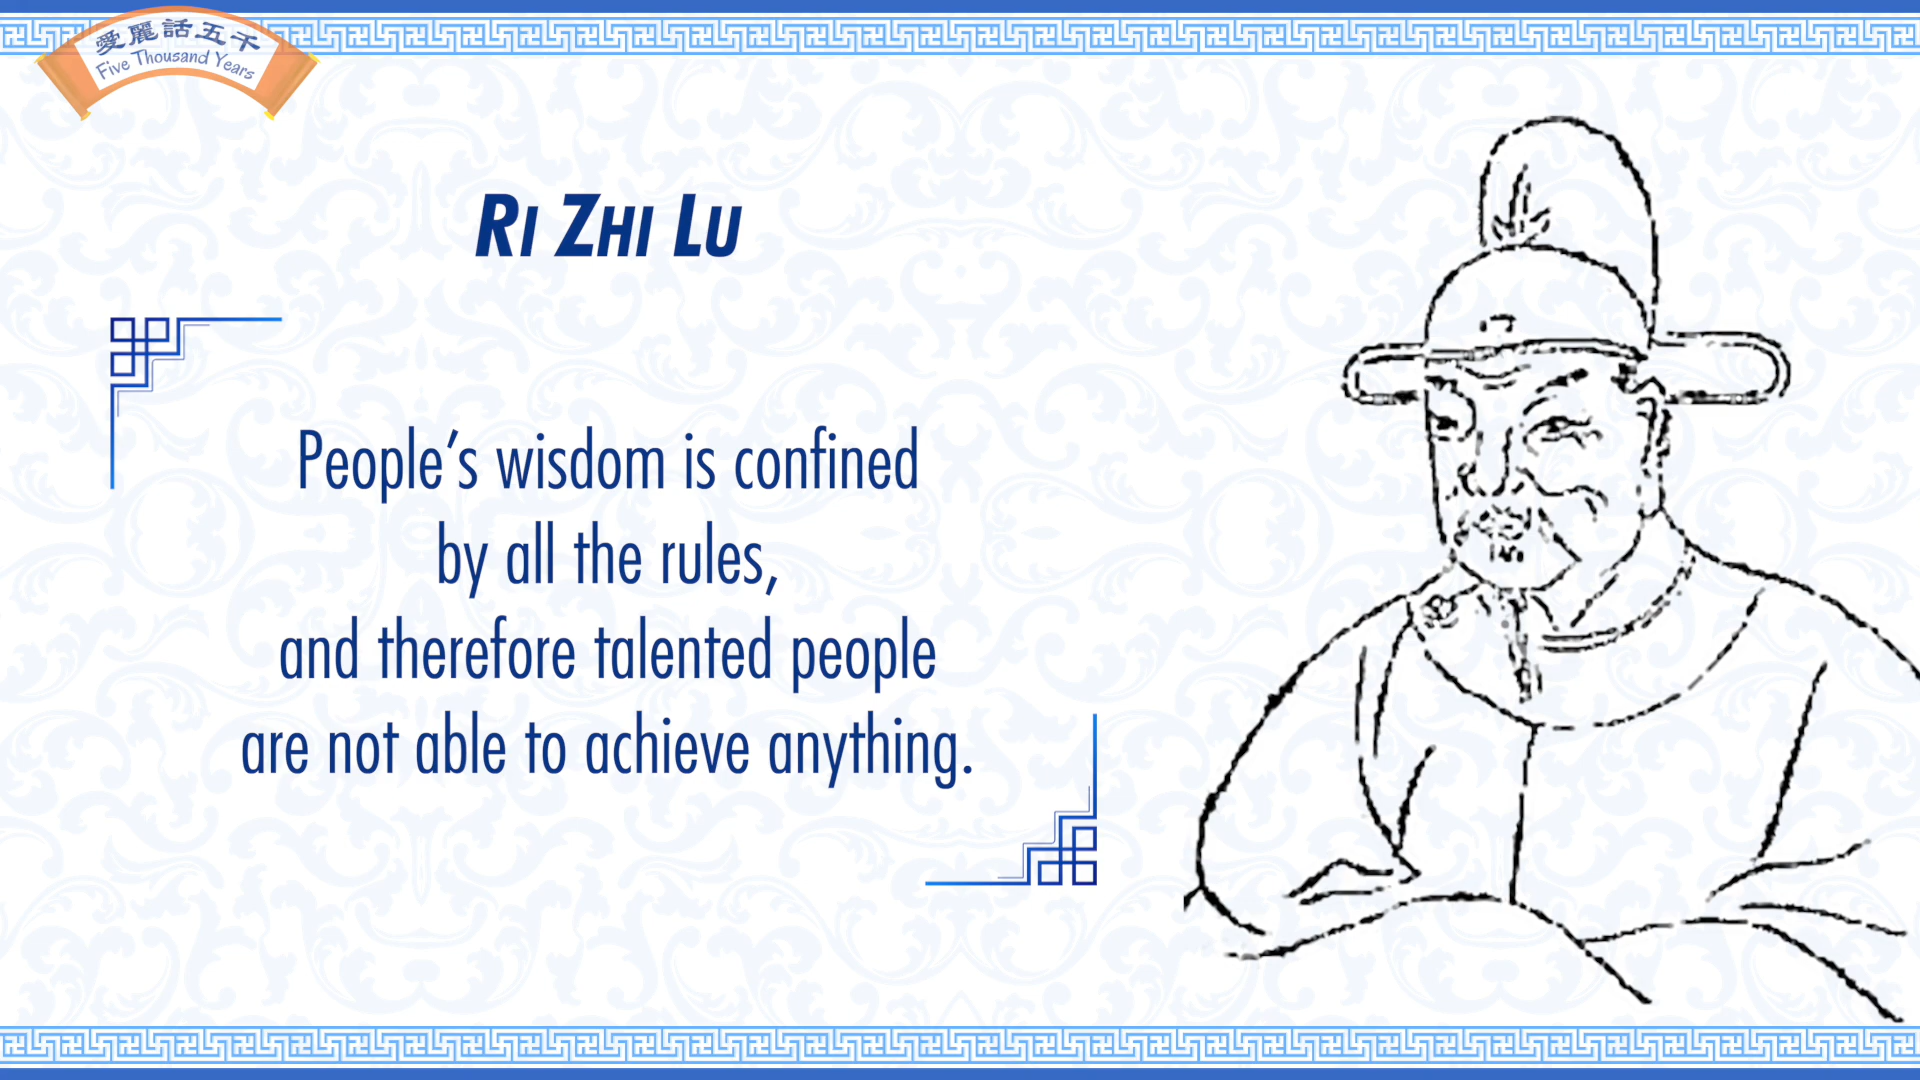 愛麗話五千
Five Thousand Years
RI ZHI LU
People’s wisdom is confined
by all the rules,
and therefore talented people
are not able to achieve anything.